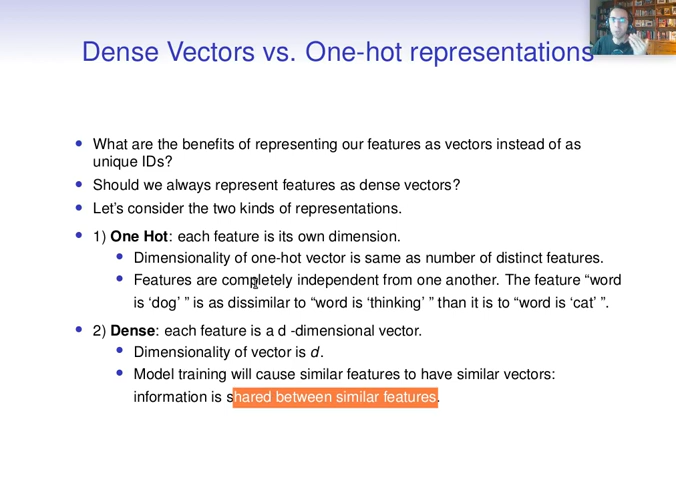 Dense Vectors vs. One-hot representations
• What are the benefits of representing our features as vectors instead of as
unique IDs?
• Should we always represent features as dense vectors?
• Let's consider the two kinds of representations.
• 1) One Hot: each feature is its own dimension.
• Dimensionality of one-hot vector is same as number of distinct features.
• Features are completely independent from one another. The feature “word
is ‘dog’ ” is as dissimilar to “word is ‘thinking’ ” than it is to “word is ‘cat’ ”.
• 2) Dense: each feature is a d -dimensional vector.
• Dimensionality of vector is d.
• Model training will cause similar features to have similar vectors:
information is shared between similar features.